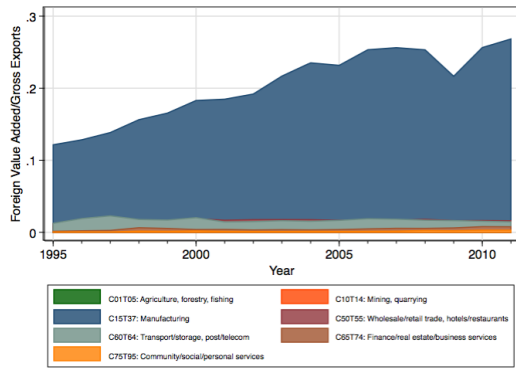 Foreign Value Added/Gross Exports
.3
.2
.1
0
1995
2000
2005
2010
Year
C01T05: Agriculture, forestry, fishing
C10T14: Mining, quarrying
C15T37: Manufacturing
C50T55: Wholesale/retail trade, hotels/restaurants
C60T64: Transport/storage, post/telecom
C65T74: Finance/real estate/business services
C75T95: Community/social/personal services